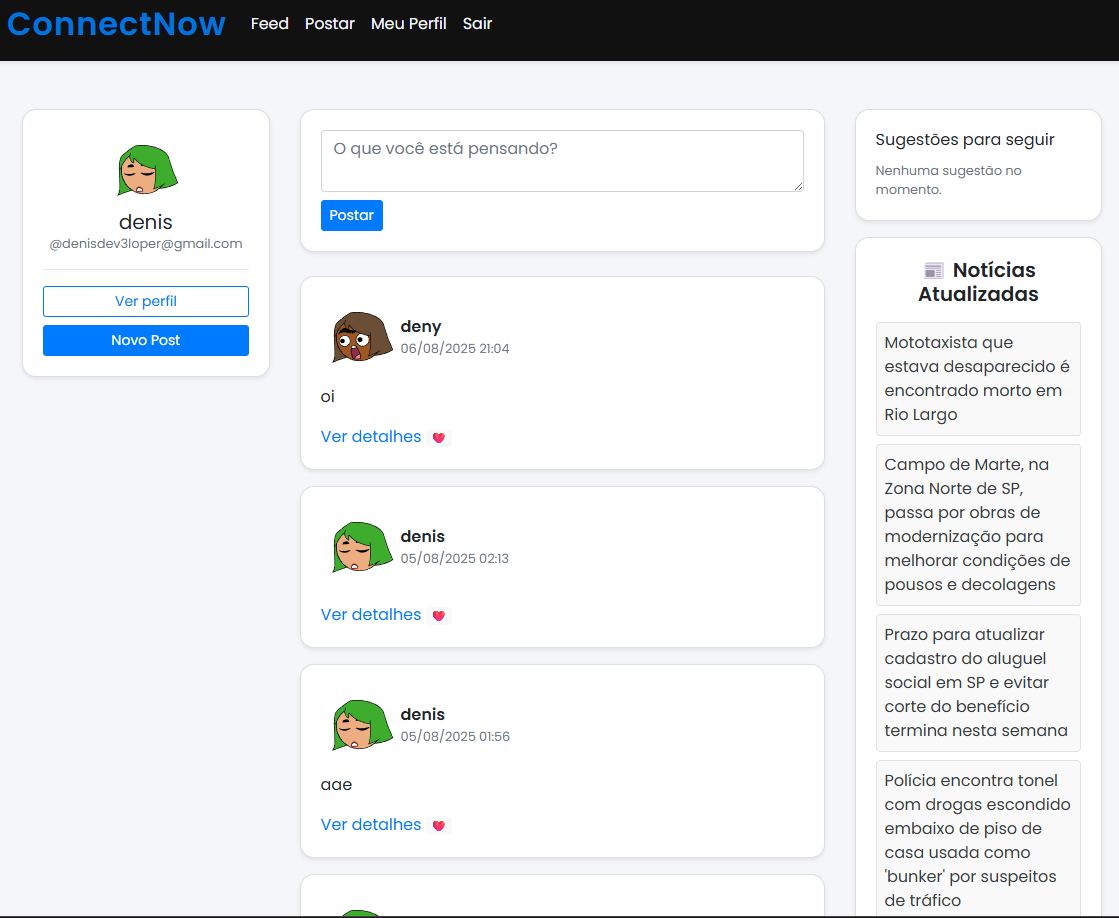 ConnectNow
Feed
Postar
Meu Perfil
Sair
denis
@denisdev3loper@gmail.com
Ver perfil
Novo Post
O que você está pensando?
Postar
deny
06/08/2025 21:04
oi
Ver detalhes
denis
05/08/2025 02:13
Ver detalhes
denis
05/08/2025 01:56
aae
Ver detalhes
Sugestões para seguir
Nenhuma sugestão no
momento.
Notícias
Atualizadas
Mototaxista que
estava desaparecido é
encontrado morto em
Rio Largo
Campo de Marte, na
Zona Norte de SP,
passa por obras de
modernização para
melhorar condições de
pousos e decolagens
Prazo para atualizar
cadastro do aluguel
social em SP e evitar
corte do benefício
termina nesta semana
Polícia encontra tonel
com drogas escondido
embaixo de piso de
casa usada como
'bunker' por suspeitos
de tráfico